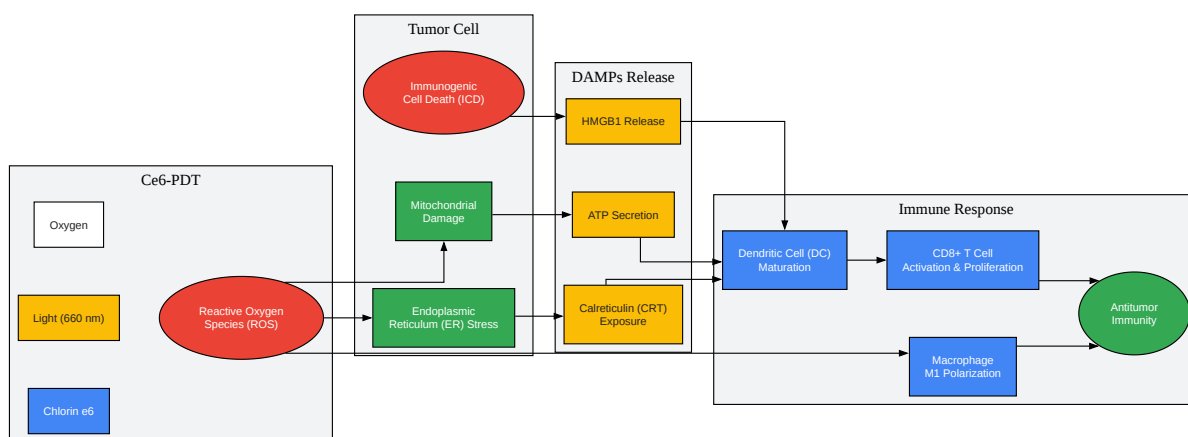 Ce6-PDT
Oxygen
Light (660 nm)
Chlorin e6
Reactive Oxygen
Species (ROS)
Tumor Cell
Immunogenic
Cell Death (ICD)
Mitochondrial
Damage
Endoplasmic
Reticulum (ER) Stress
DAMPs Release
HMGB1 Release
ATP Secretion
Calreticulin (CRT)
Exposure
Immune Response
Dendritic Cell (DC)
Maturation
CD8+ T Cell
Activation & Proliferation
Macrophage
M1 Polarization
Antitumor
Immunity